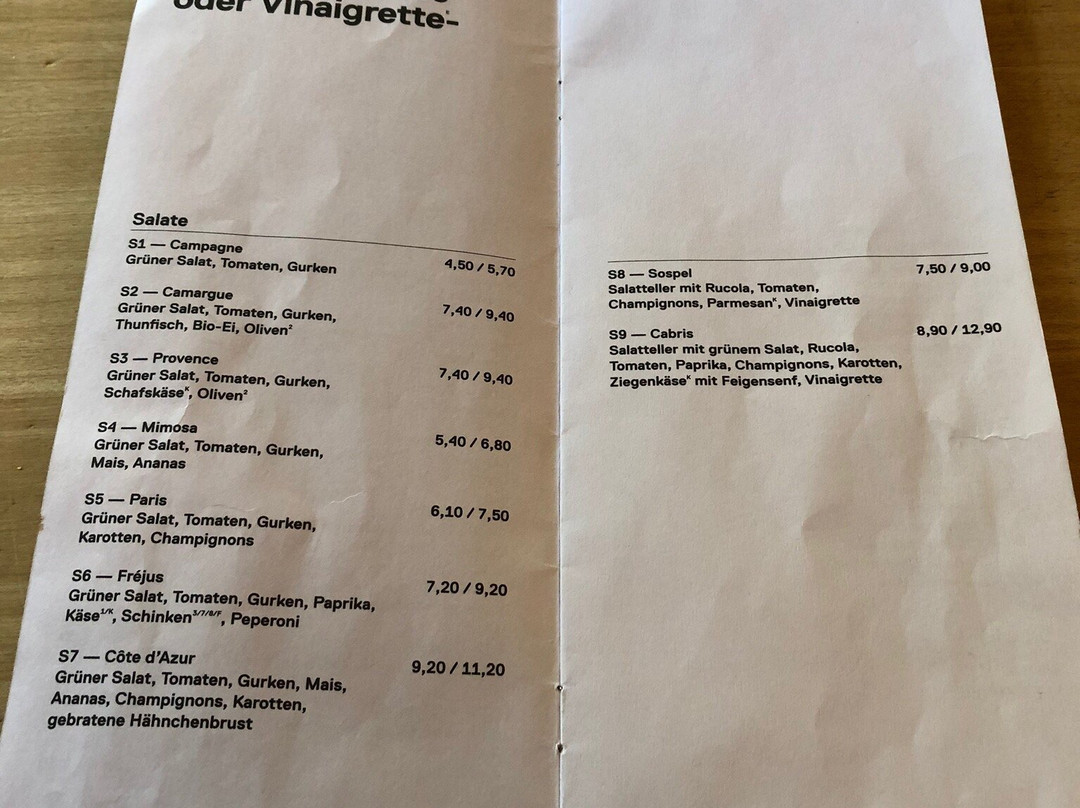 oder Vinaigrette
Salate
S1 — Campagne
Grüner Salat, Tomaten, Gurken
4,50 / 5,70
S2 — Camargue
Grüner Salat, Tomaten, Gurken,
Thunfisch, Bio-Ei, Oliven²
7,40 / 9,40
S3 — Provence
Grüner Salat, Tomaten, Gurken,
Schafskäseᴷ, Oliven²
7,40 / 9,40
S4 — Mimosa
Grüner Salat, Tomaten, Gurken,
Mais, Ananas
5,40 / 6,80
S5 — Paris
Grüner Salat, Tomaten, Gurken,
Karotten, Champignons
6,10 / 7,50
S6 — Fréjus
Grüner Salat, Tomaten, Gurken, Paprika,
Käse¹/ᴷ, Schinken³/⁷/⁸/F, Peperoni
7,20 / 9,20
S7 — Côte d'Azur
Grüner Salat, Tomaten, Gurken, Mais,
Ananas, Champignons, Karotten,
gebratene Hähnchenbrust
9,20 / 11,20
S8 — Sospel
Salatteller mit Rucola, Tomaten,
Champignons, Parmesanᴷ, Vinaigrette
7,50 / 9,00
S9 — Cabris
Salatteller mit grünem Salat, Rucola,
Tomaten, Paprika, Champignons, Karotten,
Ziegenkäseᴷ mit Feigensenf, Vinaigrette
8,90 / 12,90